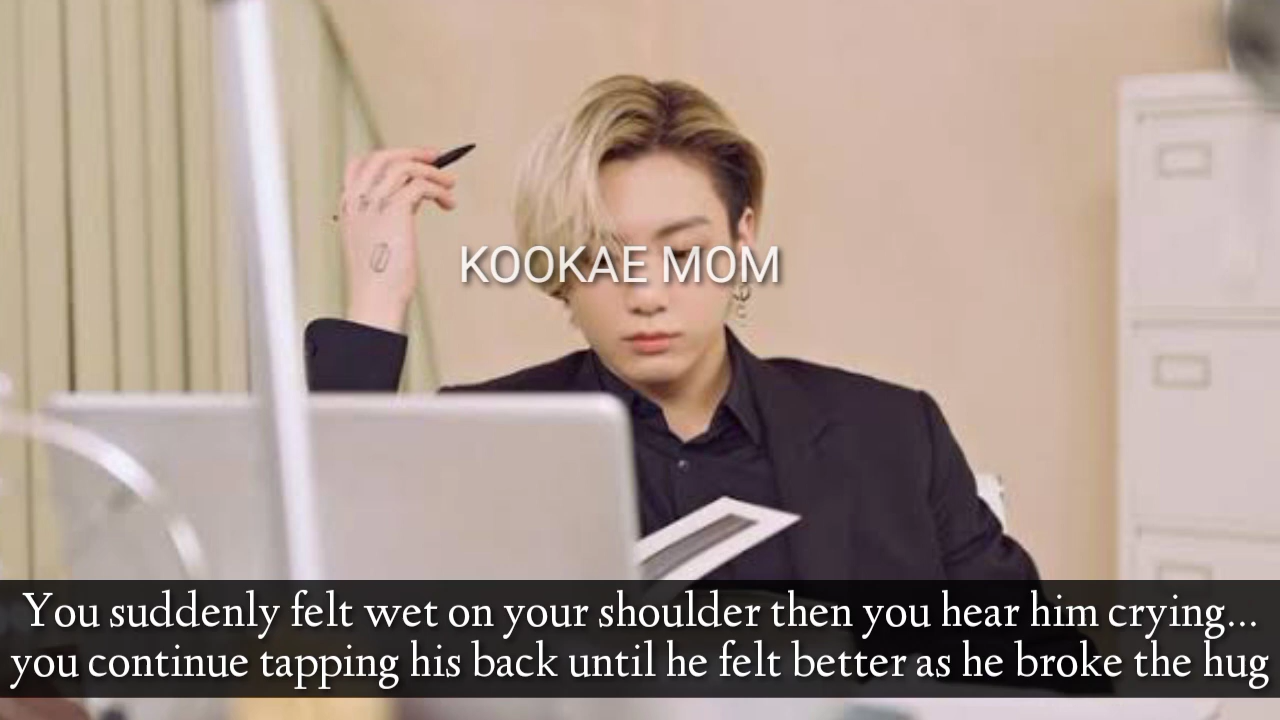 KOOKAE MOM
You suddenly felt wet on your shoulder then you hear him crying...
you continue tapping his back until he felt better as he broke the hug